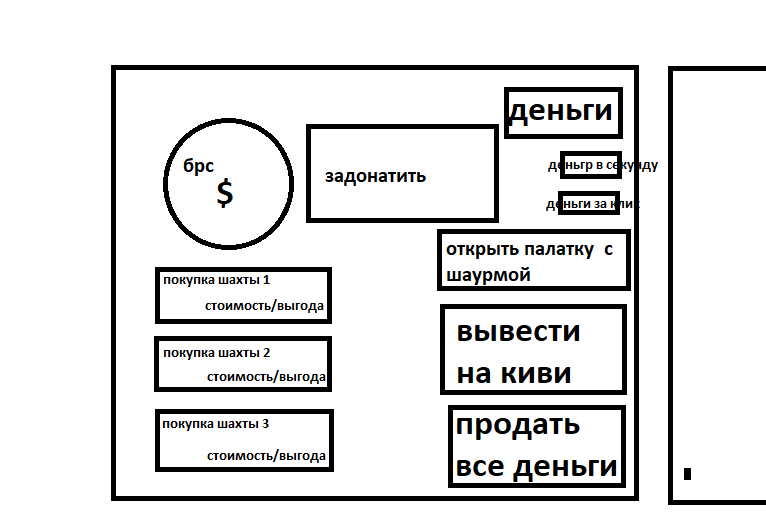 деньги
брс
$
задонатить
деньгр в секунду
деньги за клик
открыть палатку с
шаурмой
покупка шахты 1
стоимость/выгода
вывести
на киви
покупка шахты 2
стоимость/выгода
продать
все деньги
покупка шахты 3
стоимость/выгода